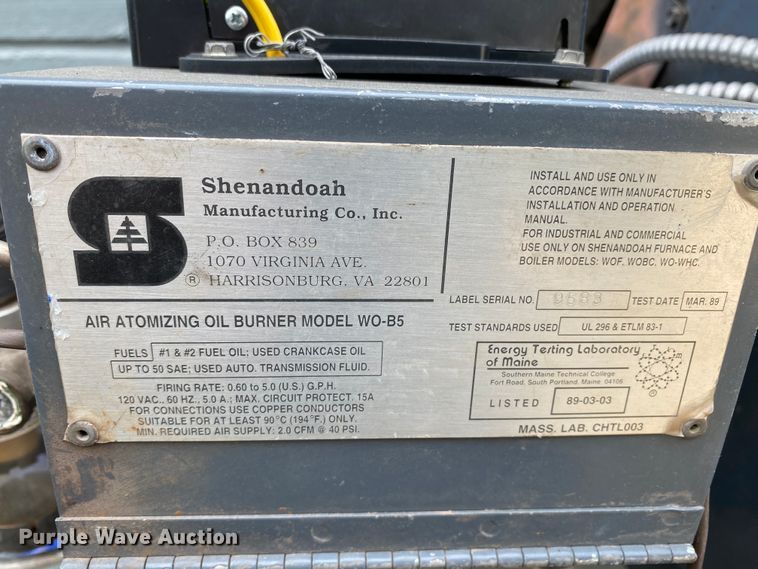 S
Shenandoah
Manufacturing Co., Inc.
P.O. BOX 839
1070 VIRGINIA AVE.
® HARRISONBURG, VA 22801
AIR ATOMIZING OIL BURNER MODEL WO-B5
FUELS #1 & #2 FUEL OIL; USED CRANKCASE OIL
UP TO 50 SAE; USED AUTO. TRANSMISSION FLUID.
FIRING RATE: 0.60 to 5.0 (U.S.) G.P.H.
120 VAC., 60 HZ., 5.0 A.; MAX. CIRCUIT PROTECT. 15A
FOR CONNECTIONS USE COPPER CONDUCTORS
SUITABLE FOR AT LEAST 90°C (194°F.) ONLY.
MIN. REQUIRED AIR SUPPLY: 2.0 CFM @ 40 PSI.
INSTALL AND USE ONLY IN
ACCORDANCE WITH MANUFACTURER'S
INSTALLATION AND OPERATION
MANUAL.
FOR INDUSTRIAL AND COMMERCIAL
USE ONLY ON SHENANDOAH FURNACE AND
BOILER MODELS: WOF, WOBC, WO-WHC.
LABEL SERIAL NO. 9583 TEST DATE MAR. 89
TEST STANDARDS USED UL 296 & ETLM 83-1
Energy Testing Laboratory
of Maine
Southern Maine Technical College
Fort Road, South Portland, Maine 04106
LISTED 89-03-03
®
MASS. LAB. CHTL003
Purple Wave Auction